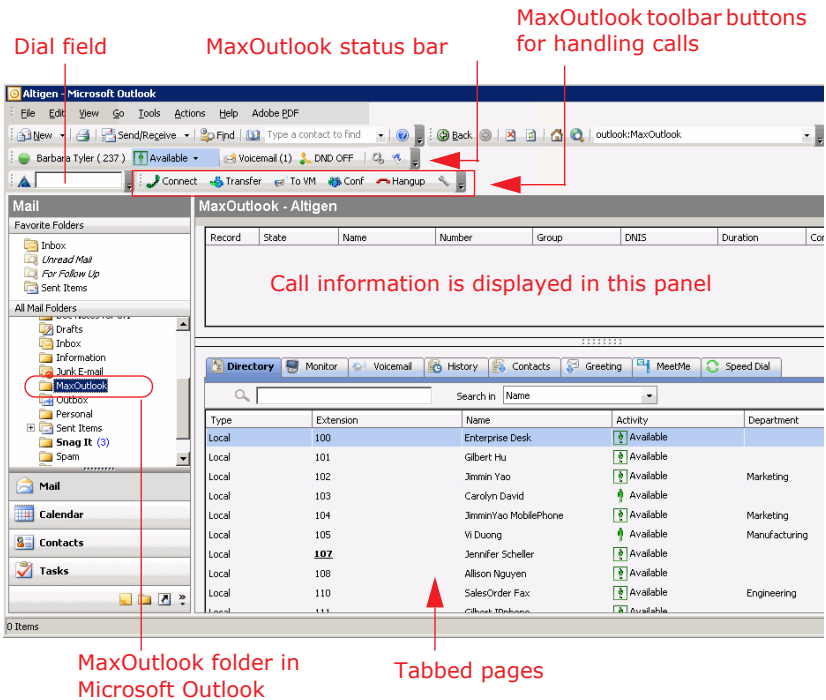 MaxOutlook toolbar buttons
for handling calls
Dial field
MaxOutlook status bar
Altigen - Microsoft Outlook
File Edit View Go Tools Actions Help Adobe PDF
New Send/Receive Find Type a contact to find Back outlook:MaxOutlook
Barbara Tyler ( 237 ) Available Voicemail (1) DND OFF
Connect Transfer To VM Conf Hangup
Mail
MaxOutlook - Altigen
Favorite Folders
Inbox
Unread Mail
For Follow Up
Sent Items
Record State Name Number Group DNIS Duration
Call information is displayed in this panel
All Mail Folders
Drafts
Inbox
Information
Junk E-mail
MaxOutlook
Outbox
Personal
Sent Items
Snag It (3)
Spam
Directory Monitor Voicemail History Contacts Greeting MeetMe Speed Dial
Search in Name
Type Extension Name Activity Department
Local 100 Enterprise Desk Available
Local 101 Gilbert Hu Available
Local 102 Jimmin Yao Available Marketing
Local 103 Carolyn David Available
Local 104 JimminYao MobilePhone Available Marketing
Local 105 Vi Duong Available Manufacturing
Local 107 Jennifer Scheller Available
Local 108 Allison Nguyen Available
Local 110 SalesOrder Fax Available Engineering
Local 111 Gilbert IPphone Available
Mail
Calendar
Contacts
Tasks
0 Items
MaxOutlook folder in
Microsoft Outlook
Tabbed pages